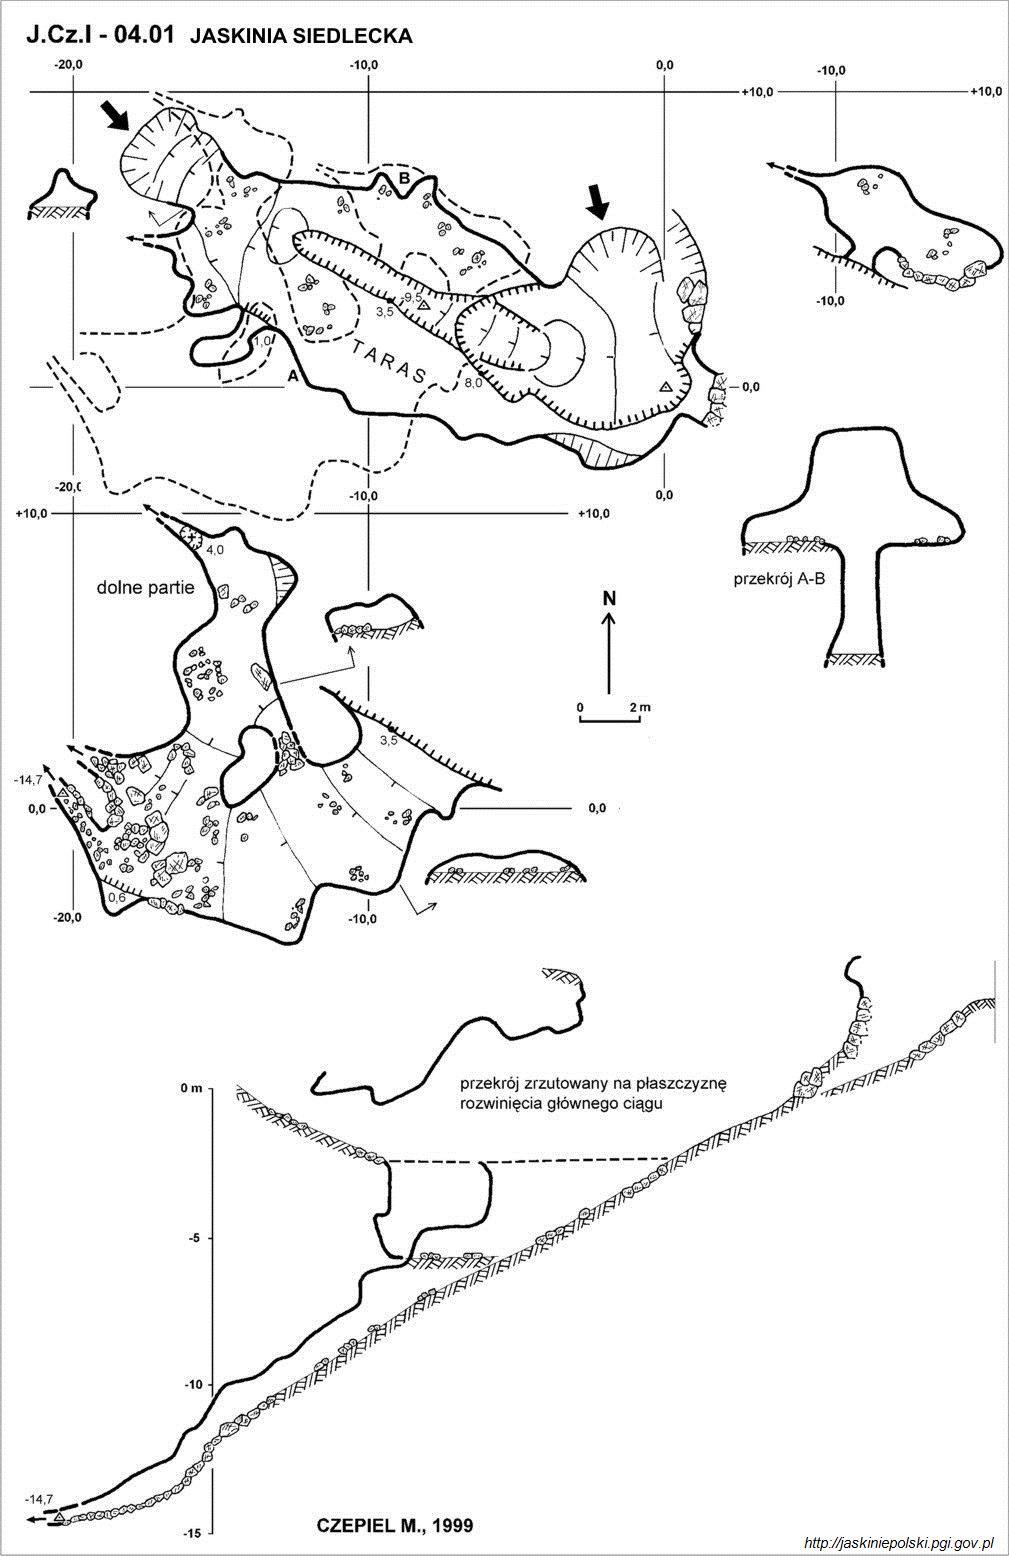 J.Cz.I - 04.01 JASKINIA SIEDLECKA
-20,0 -10,0 0,0 -10,0
+10,0 +10,0
B
-10,0
-9,5
3,5
1,0
TARAS
A
8,0
0,0
-20,0 -10,0 0,0
+10,0 +10,0
4,0
dolne partie
przekrój A-B
N
0 2 m
3,5
-14,7
0,0 0,0
0,6
-20,0 -10,0
przekrój zrzutowany na płaszczyznę
rozwinięcia głównego ciągu
0 m
-5
-10
-14,7
-15
CZEPIEL M., 1999
http://jaskiniepolski.pgi.gov.pl